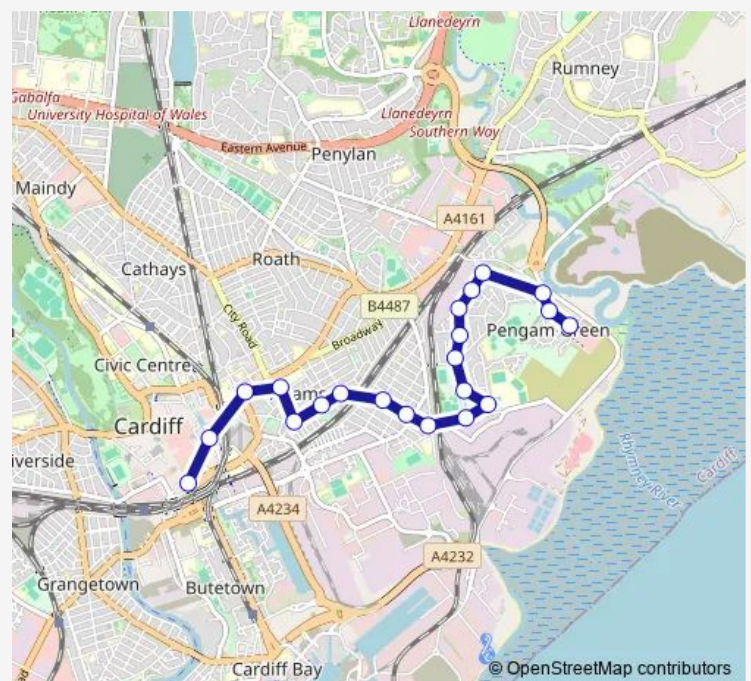 Llanedeyrn
Rumney
Gabalfa
University Hospital of Wales
Llanedeyrn
Southern Way
Eastern Avenue
Penylan
Maindy
A4161
Cathays
Roath
B4487
City Road
Broadway
Pengam Green
Civic Centre
Cardiff
Rhymney River
Cardiff
iverside
A4234
A4232
Grangetown
Butetown
Cardiff Bay
© OpenStreetMap contributors